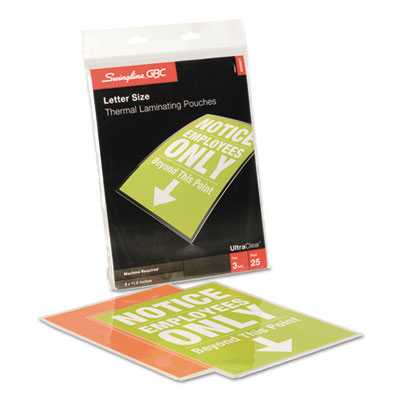 Swingline GBC
Letter Size
Thermal Laminating Pouches
NOTICE
EMPLOYEES
ONLY
Beyond This Point
UltraClear
Machine Required
3
25
NOTICE
EMPLOYEES
ONLY
Beyond This Point